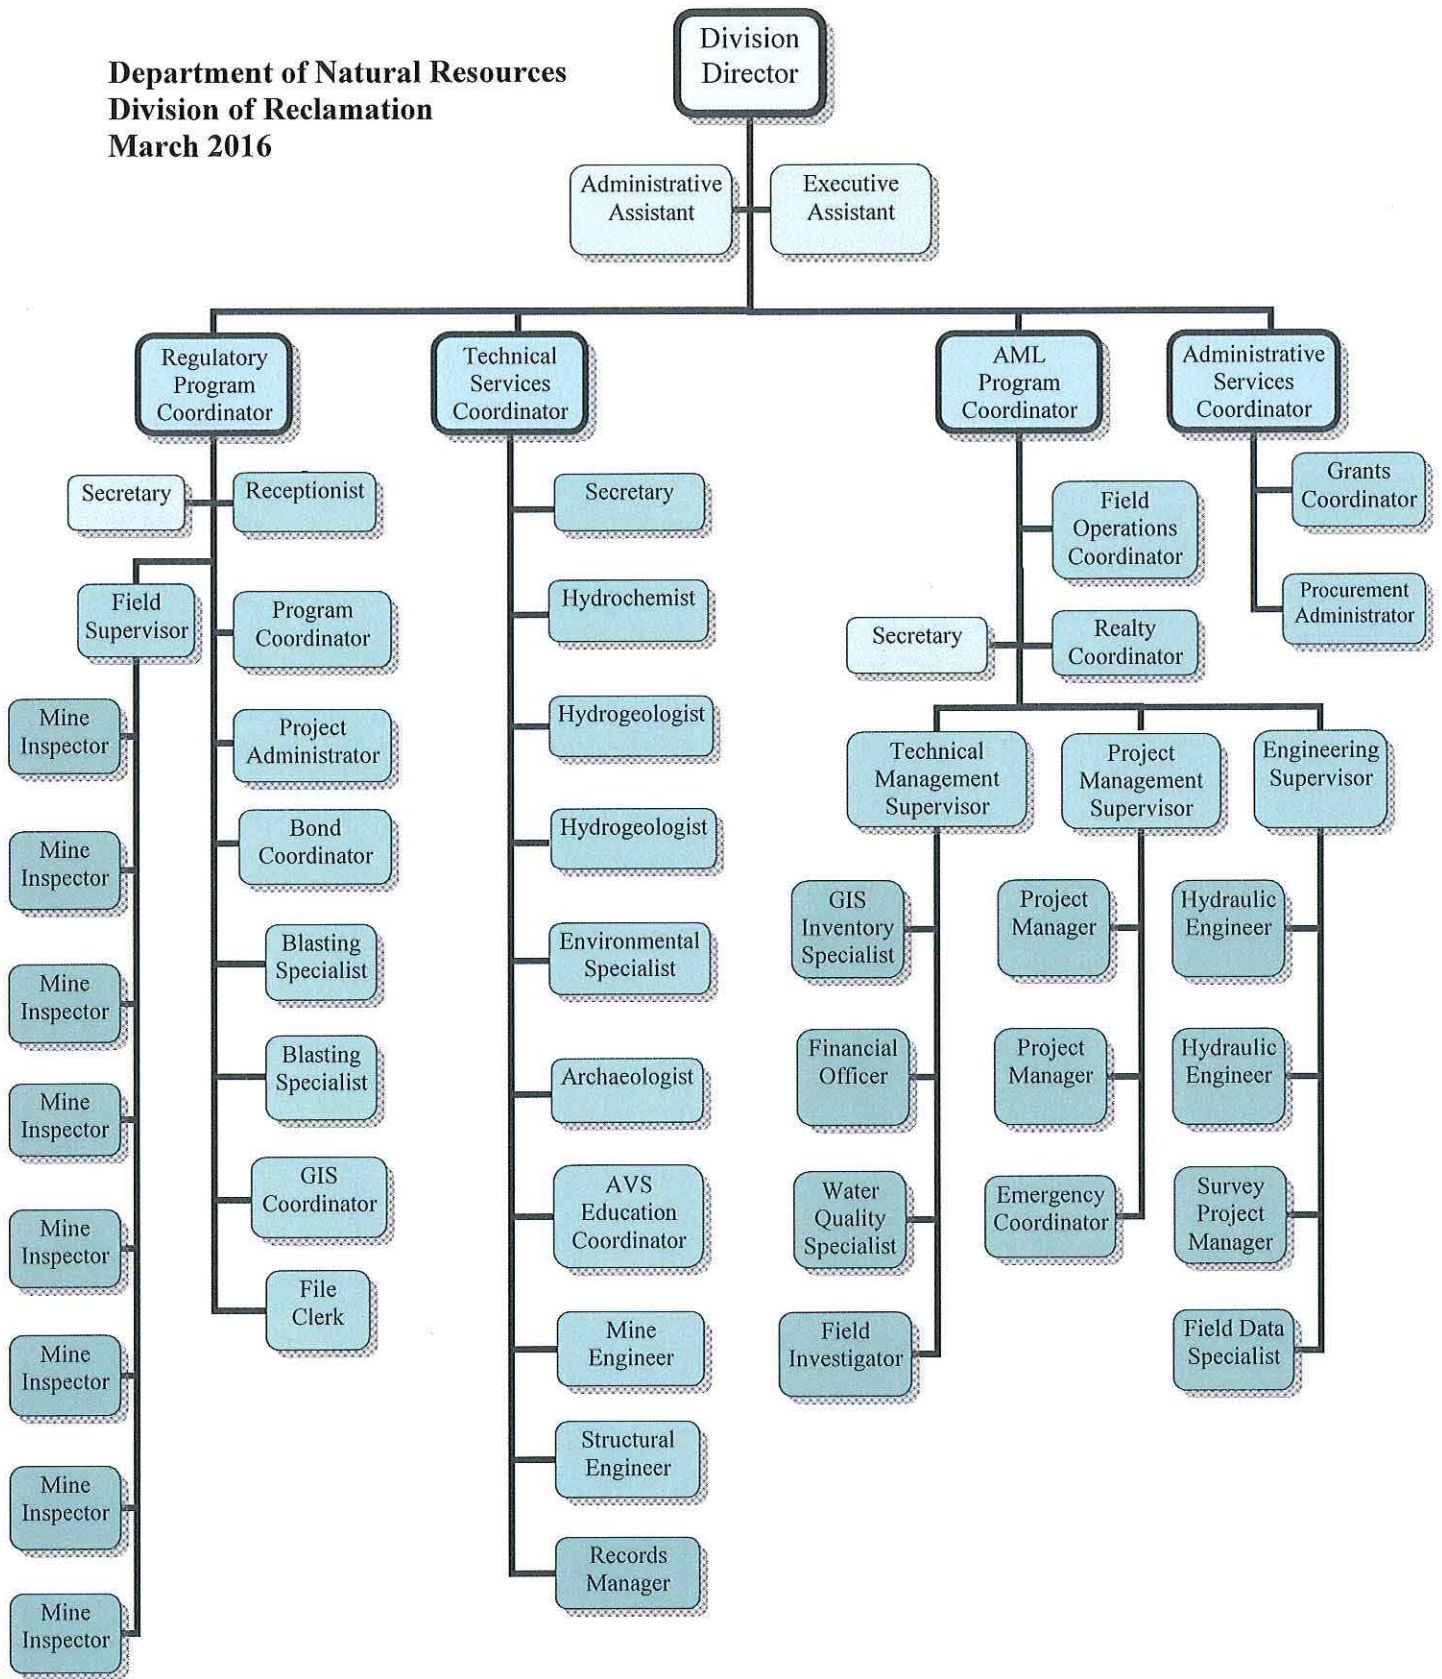 Department of Natural Resources
Division of Reclamation
March 2016
Division
Director
Administrative
Assistant
Executive
Assistant
Regulatory
Program
Coordinator
Technical
Services
Coordinator
AML
Program
Coordinator
Administrative
Services
Coordinator
Secretary
Receptionist
Field
Supervisor
Program
Coordinator
Project
Administrator
Bond
Coordinator
Blasting
Specialist
Blasting
Specialist
GIS
Coordinator
File
Clerk
Mine
Inspector
Mine
Inspector
Mine
Inspector
Mine
Inspector
Mine
Inspector
Mine
Inspector
Mine
Inspector
Mine
Inspector
Secretary
Hydrochemist
Hydrogeologist
Hydrogeologist
Environmental
Specialist
Archaeologist
AVS
Education
Coordinator
Mine
Engineer
Structural
Engineer
Records
Manager
Field
Operations
Coordinator
Secretary
Realty
Coordinator
Technical
Management
Supervisor
Project
Management
Supervisor
Engineering
Supervisor
GIS
Inventory
Specialist
Financial
Officer
Water
Quality
Specialist
Field
Investigator
Project
Manager
Project
Manager
Emergency
Coordinator
Hydraulic
Engineer
Hydraulic
Engineer
Survey
Project
Manager
Field Data
Specialist
Grants
Coordinator
Procurement
Administrator